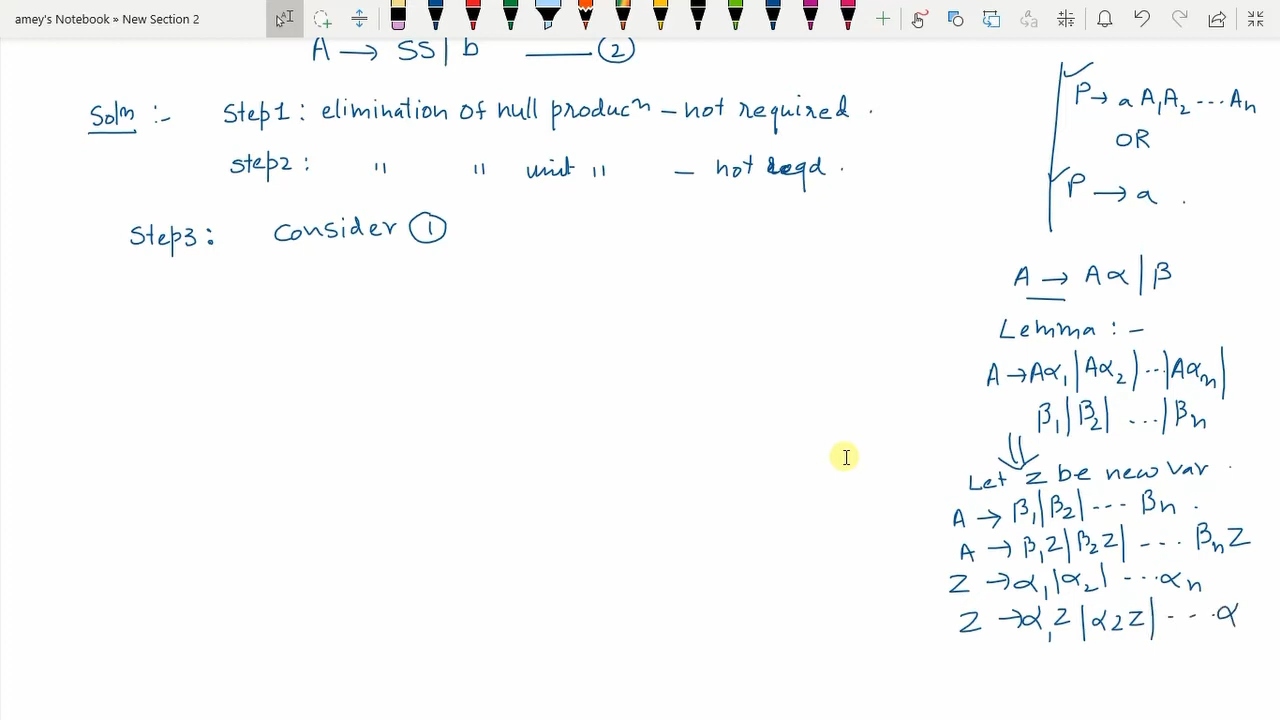 amey's Notebook » New Section 2
A → SS | b —— ②
Solⁿ :- Step1 : elimination of null producⁿ – not required .
Step2 : " " unit " – not reqd .
Step3 : Consider ①
P → a A₁A₂ ... Aₙ
OR
P → a .
A → Aα | β
Lemma : -
A → Aα₁ | Aα₂ | ... | Aαₙ |
β₁ | β₂ | ... | βₙ
⇓
Let Z be new var .
A → β₁ | β₂ | ... βₙ .
A → β₁Z | β₂Z | ... βₙZ
Z → α₁ | α₂ | ... αₙ
Z → α₁Z | α₂Z | ... α